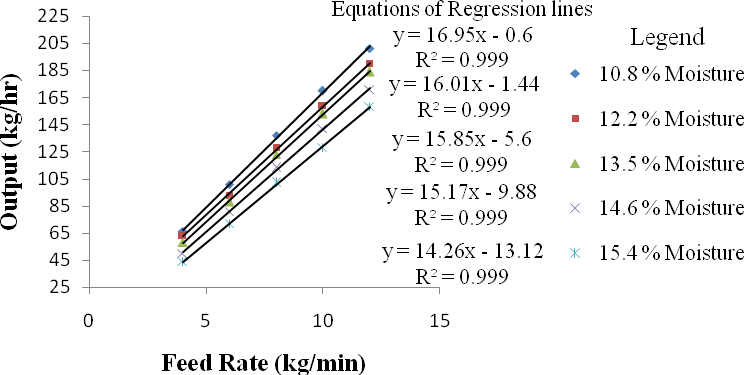 Equations of Regression lines
y = 16.95x - 0.6
R² = 0.999
y = 16.01x - 1.44
R² = 0.999
y = 15.85x - 5.6
R² = 0.999
y = 15.17x - 9.88
R² = 0.999
y = 14.26x - 13.12
R² = 0.999
Legend
10.8 % Moisture
12.2 % Moisture
13.5 % Moisture
14.6 % Moisture
15.4 % Moisture
Output (kg/hr)
225
205
185
165
145
125
105
85
65
45
25
0 5 10 15
Feed Rate (kg/min)